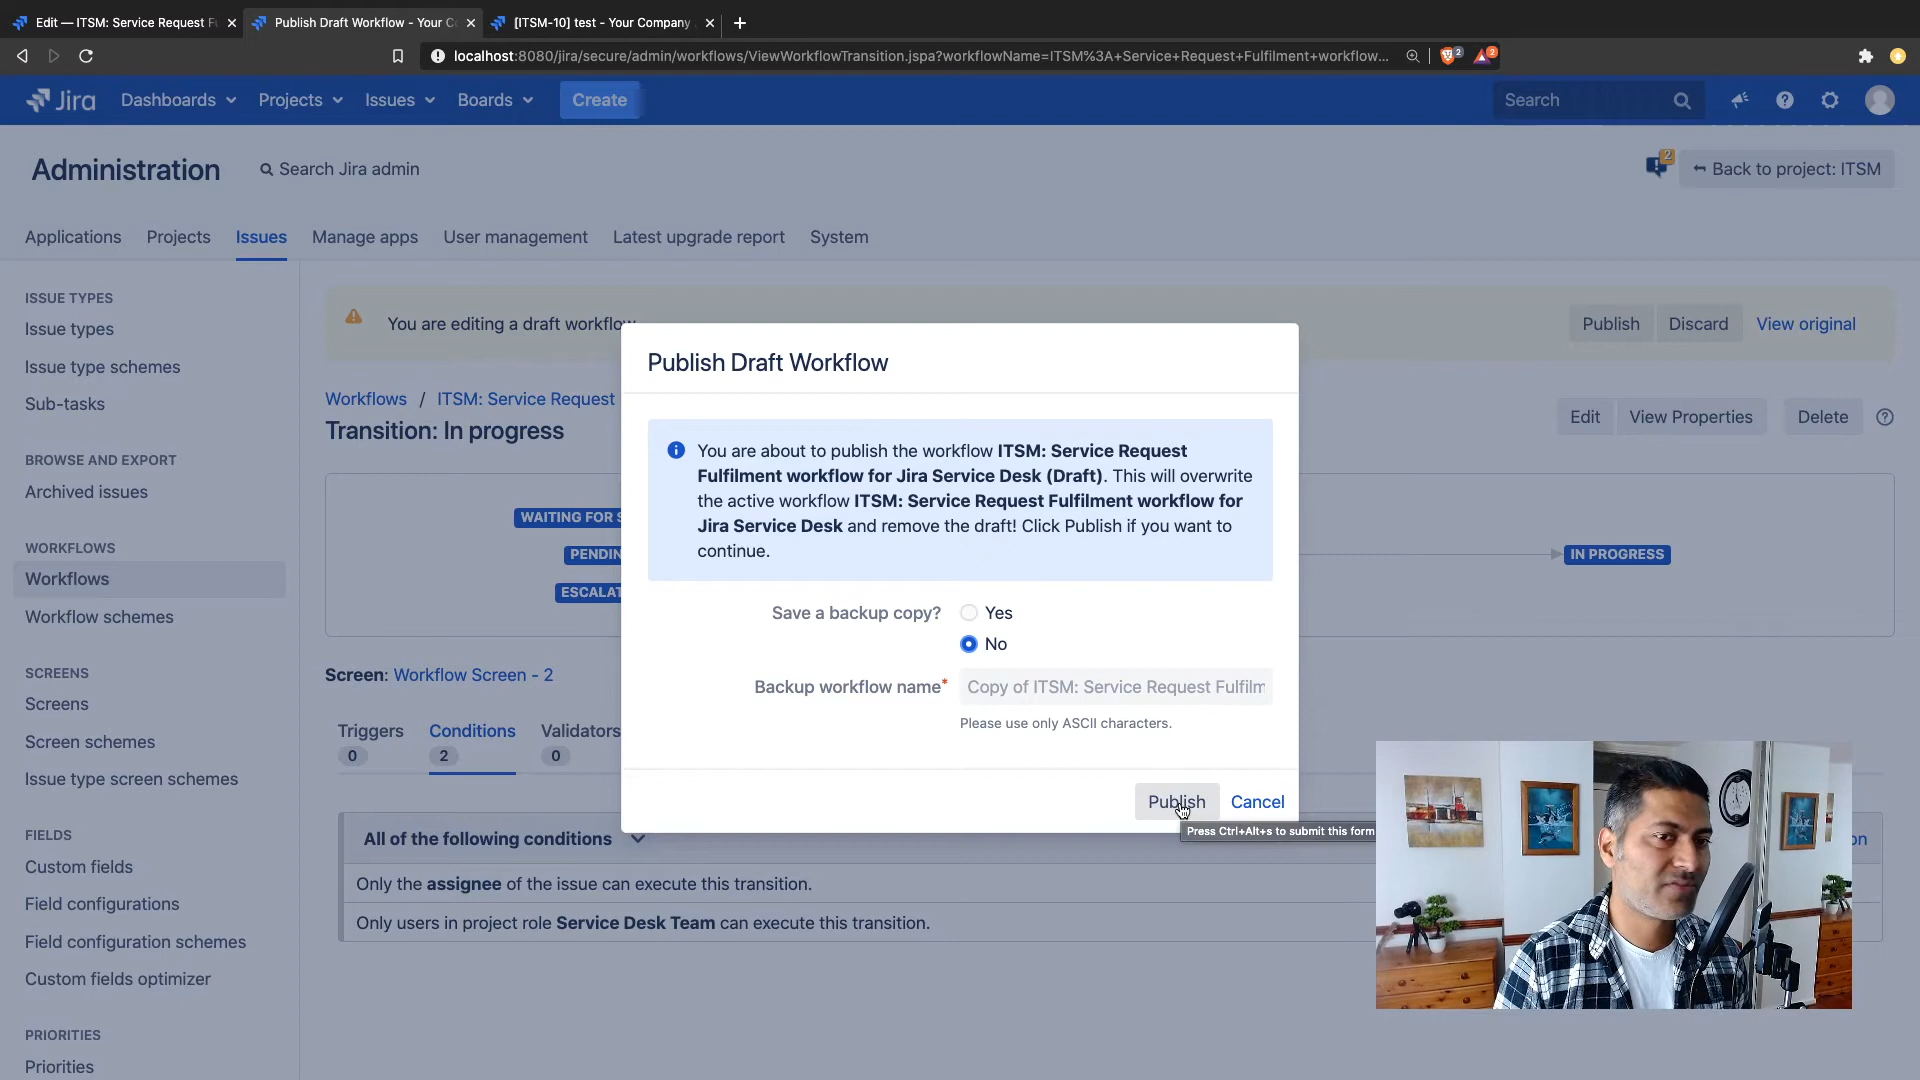 Edit — ITSM: Service Request F
Publish Draft Workflow - Your C
[ITSM-10] test - Your Company
localhost:8080/jira/secure/admin/workflows/ViewWorkflowTransition.jspa?workflowName=ITSM%3A+Service+Request+Fulfilment+workflow...
2
2
Jira
Dashboards
Projects
Issues
Boards
Create
Search
Administration
Search Jira admin
2
Back to project: ITSM
Applications
Projects
Issues
Manage apps
User management
Latest upgrade report
System
ISSUE TYPES
Issue types
Issue type schemes
Sub-tasks
BROWSE AND EXPORT
Archived issues
WORKFLOWS
Workflows
Workflow schemes
SCREENS
Screens
Screen schemes
Issue type screen schemes
FIELDS
Custom fields
Field configurations
Field configuration schemes
Custom fields optimizer
PRIORITIES
Priorities
You are editing a draft workflow
Publish
Discard
View original
Workflows / ITSM: Service Request
Transition: In progress
Edit
View Properties
Delete
WAITING FOR S
PENDIN
ESCALAT
IN PROGRESS
Screen: Workflow Screen - 2
Triggers
0
Conditions
2
Validators
0
All of the following conditions
on
Only the assignee of the issue can execute this transition.
Only users in project role Service Desk Team can execute this transition.
Publish Draft Workflow
You are about to publish the workflow ITSM: Service Request
Fulfilment workflow for Jira Service Desk (Draft). This will overwrite
the active workflow ITSM: Service Request Fulfilment workflow for
Jira Service Desk and remove the draft! Click Publish if you want to
continue.
Save a backup copy?
Yes
No
Backup workflow name*
Copy of ITSM: Service Request Fulfilm
Please use only ASCII characters.
Publish
Cancel
Press Ctrl+Alt+s to submit this form